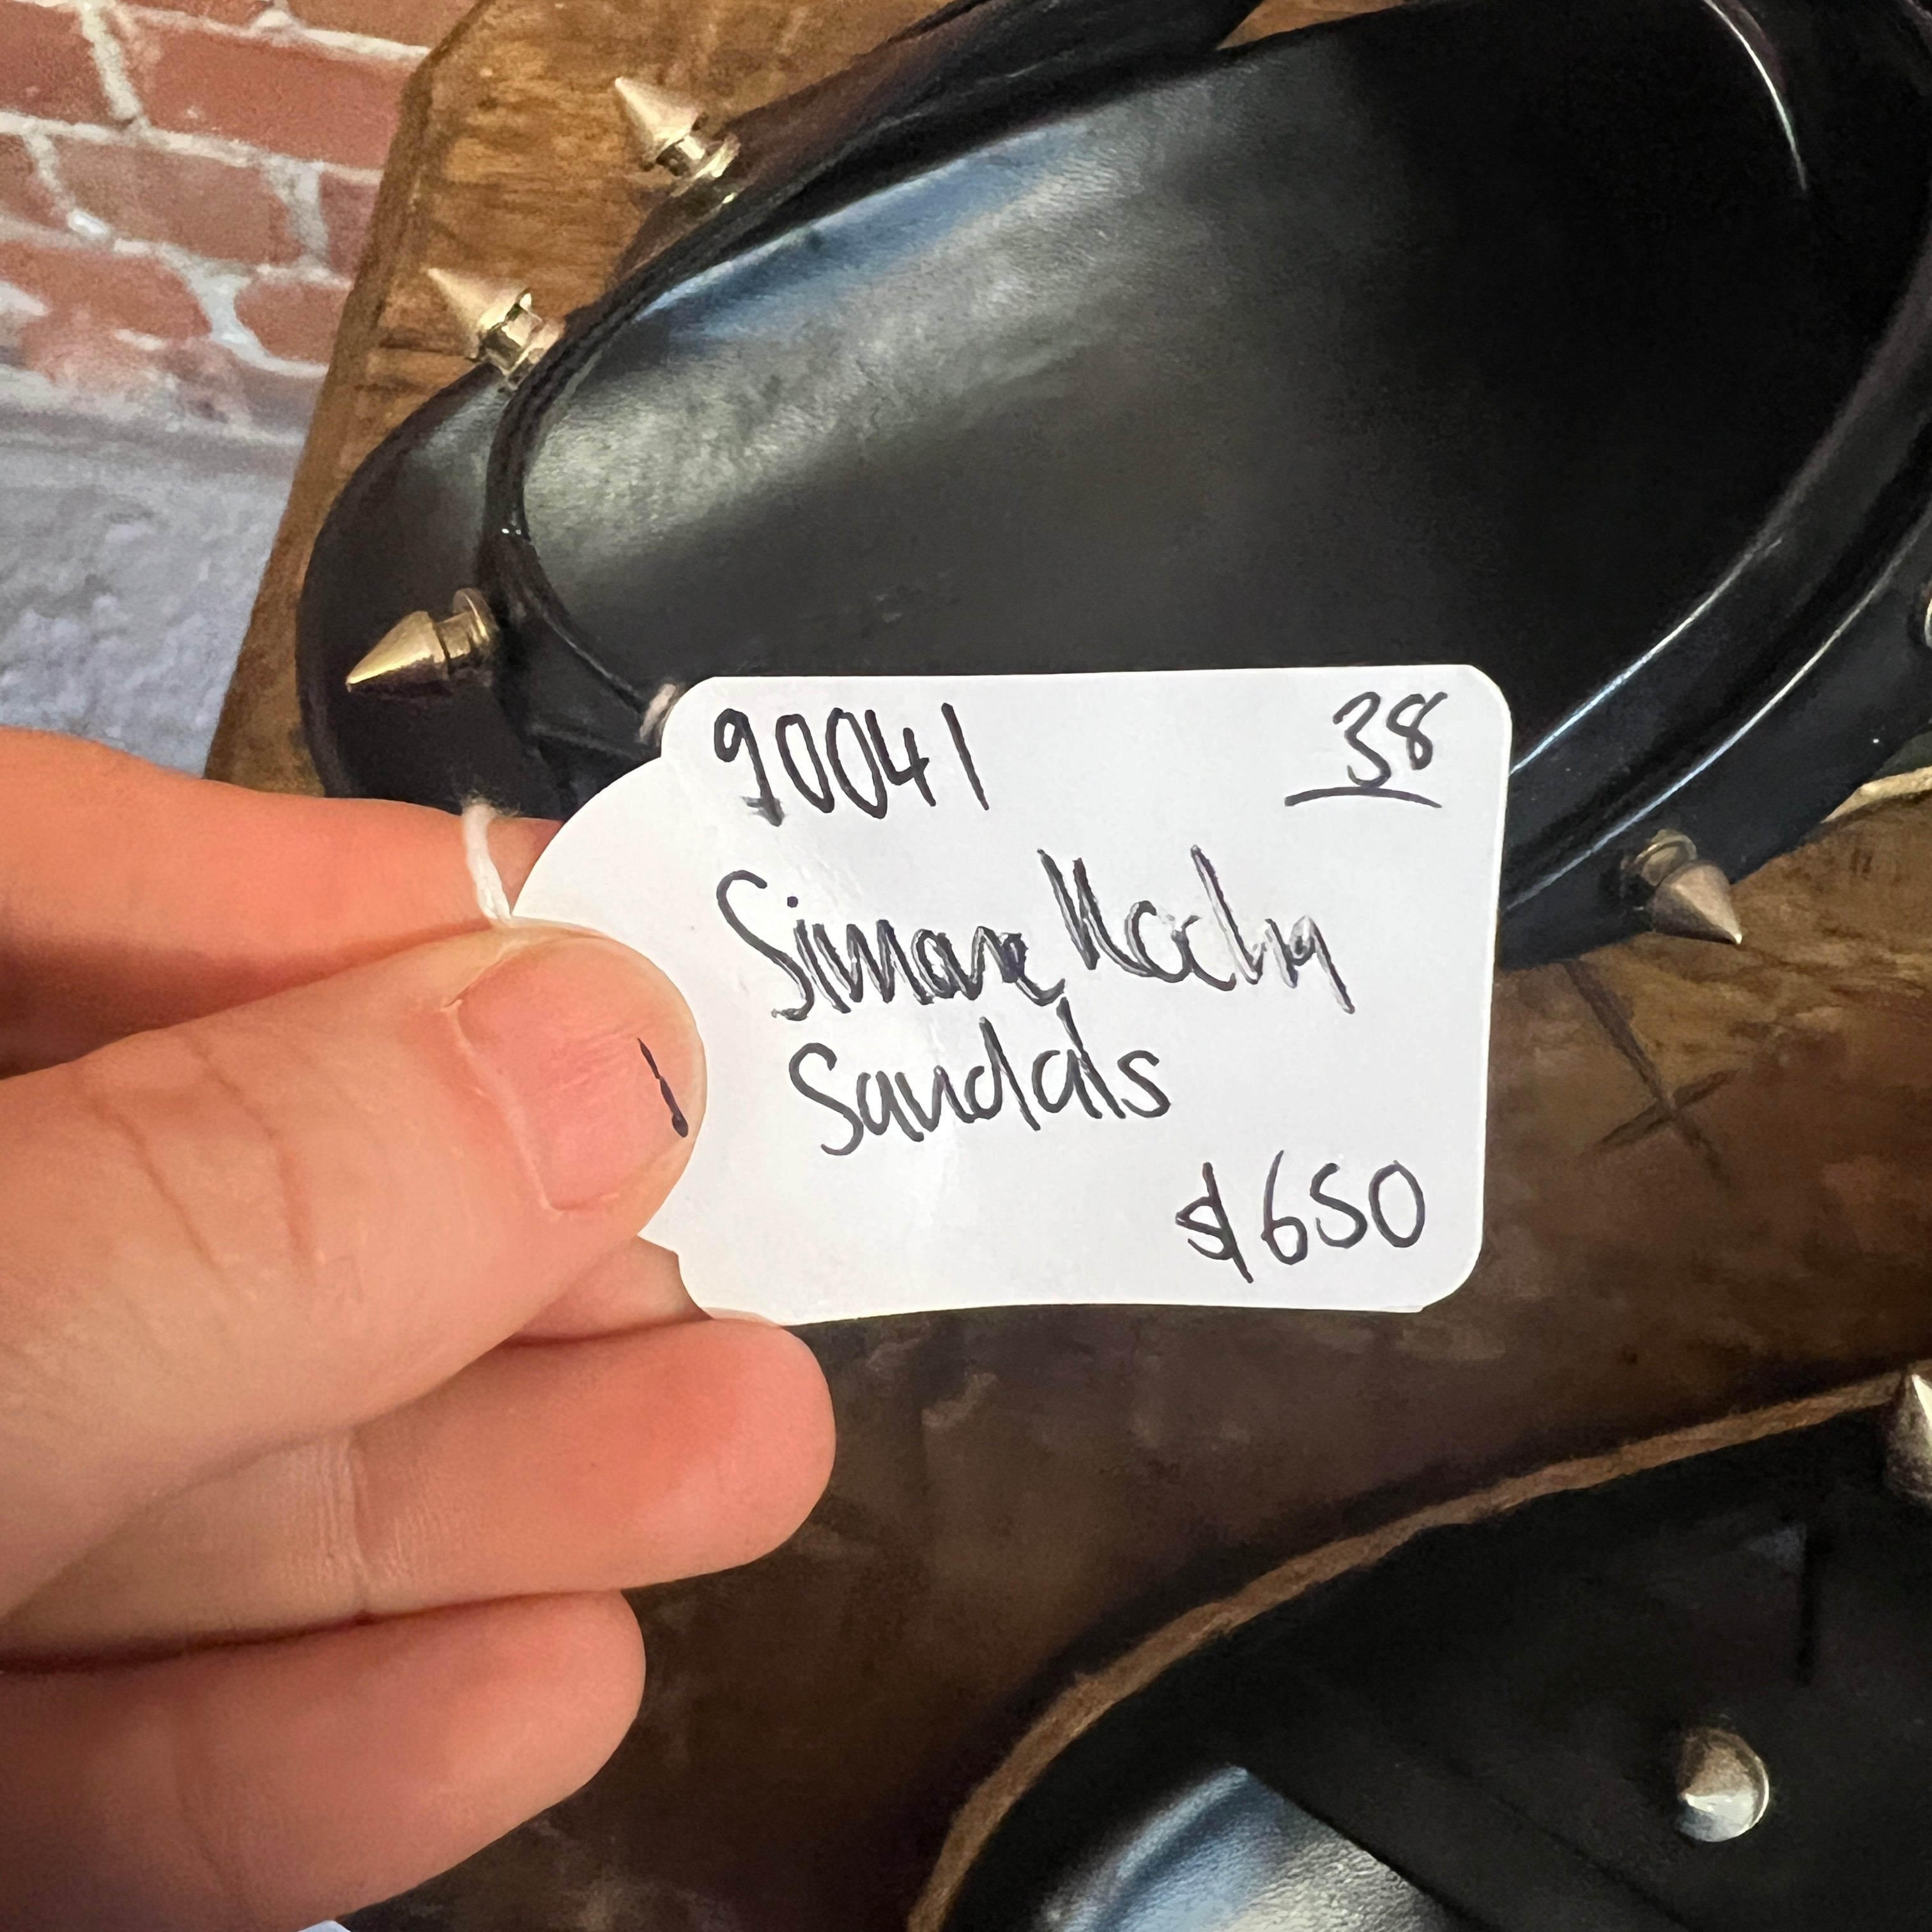 90041 38
Simone Rocha
Sandals
$650